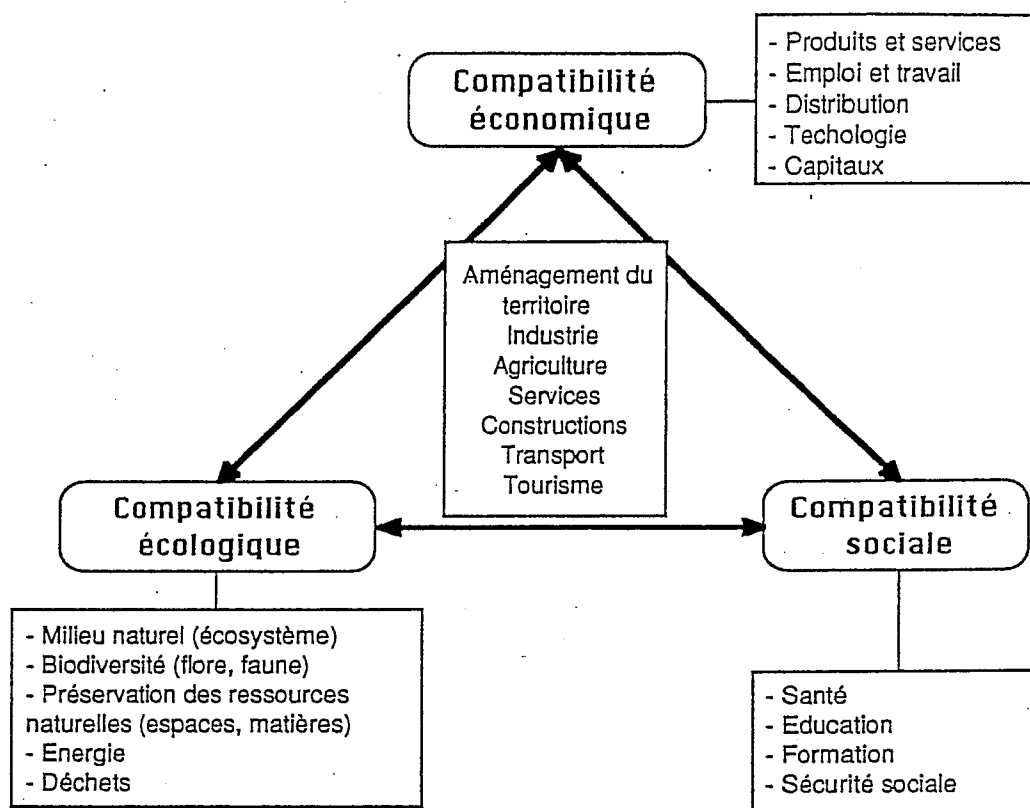 Compatibilité
économique
- Produits et services
- Emploi et travail
- Distribution
- Techologie
- Capitaux
Aménagement du
territoire
Industrie
Agriculture
Services
Constructions
Transport
Tourisme
Compatibilité
écologique
Compatibilité
sociale
- Milieu naturel (écosystème)
- Biodiversité (flore, faune)
- Préservation des ressources
naturelles (espaces, matières)
- Energie
- Déchets
- Santé
- Education
- Formation
- Sécurité sociale